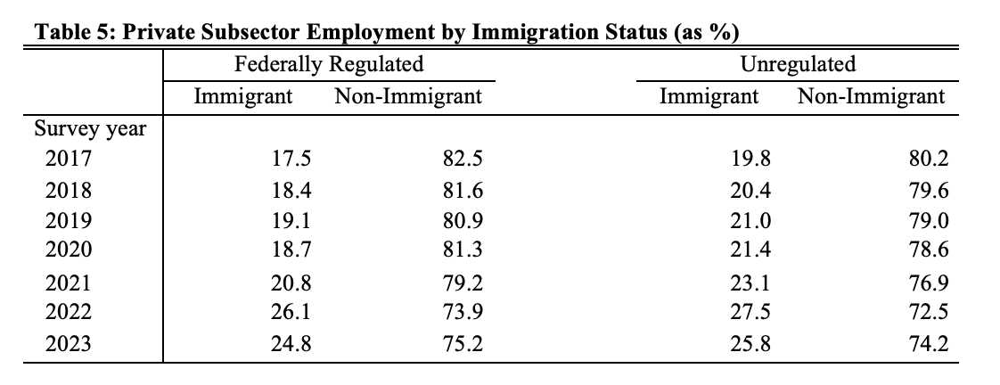 Table 5: Private Subsector Employment by Immigration Status (as %)
Federally Regulated Unregulated
Immigrant Non-Immigrant Immigrant Non-Immigrant
Survey year
2017 17.5 82.5 19.8 80.2
2018 18.4 81.6 20.4 79.6
2019 19.1 80.9 21.0 79.0
2020 18.7 81.3 21.4 78.6
2021 20.8 79.2 23.1 76.9
2022 26.1 73.9 27.5 72.5
2023 24.8 75.2 25.8 74.2